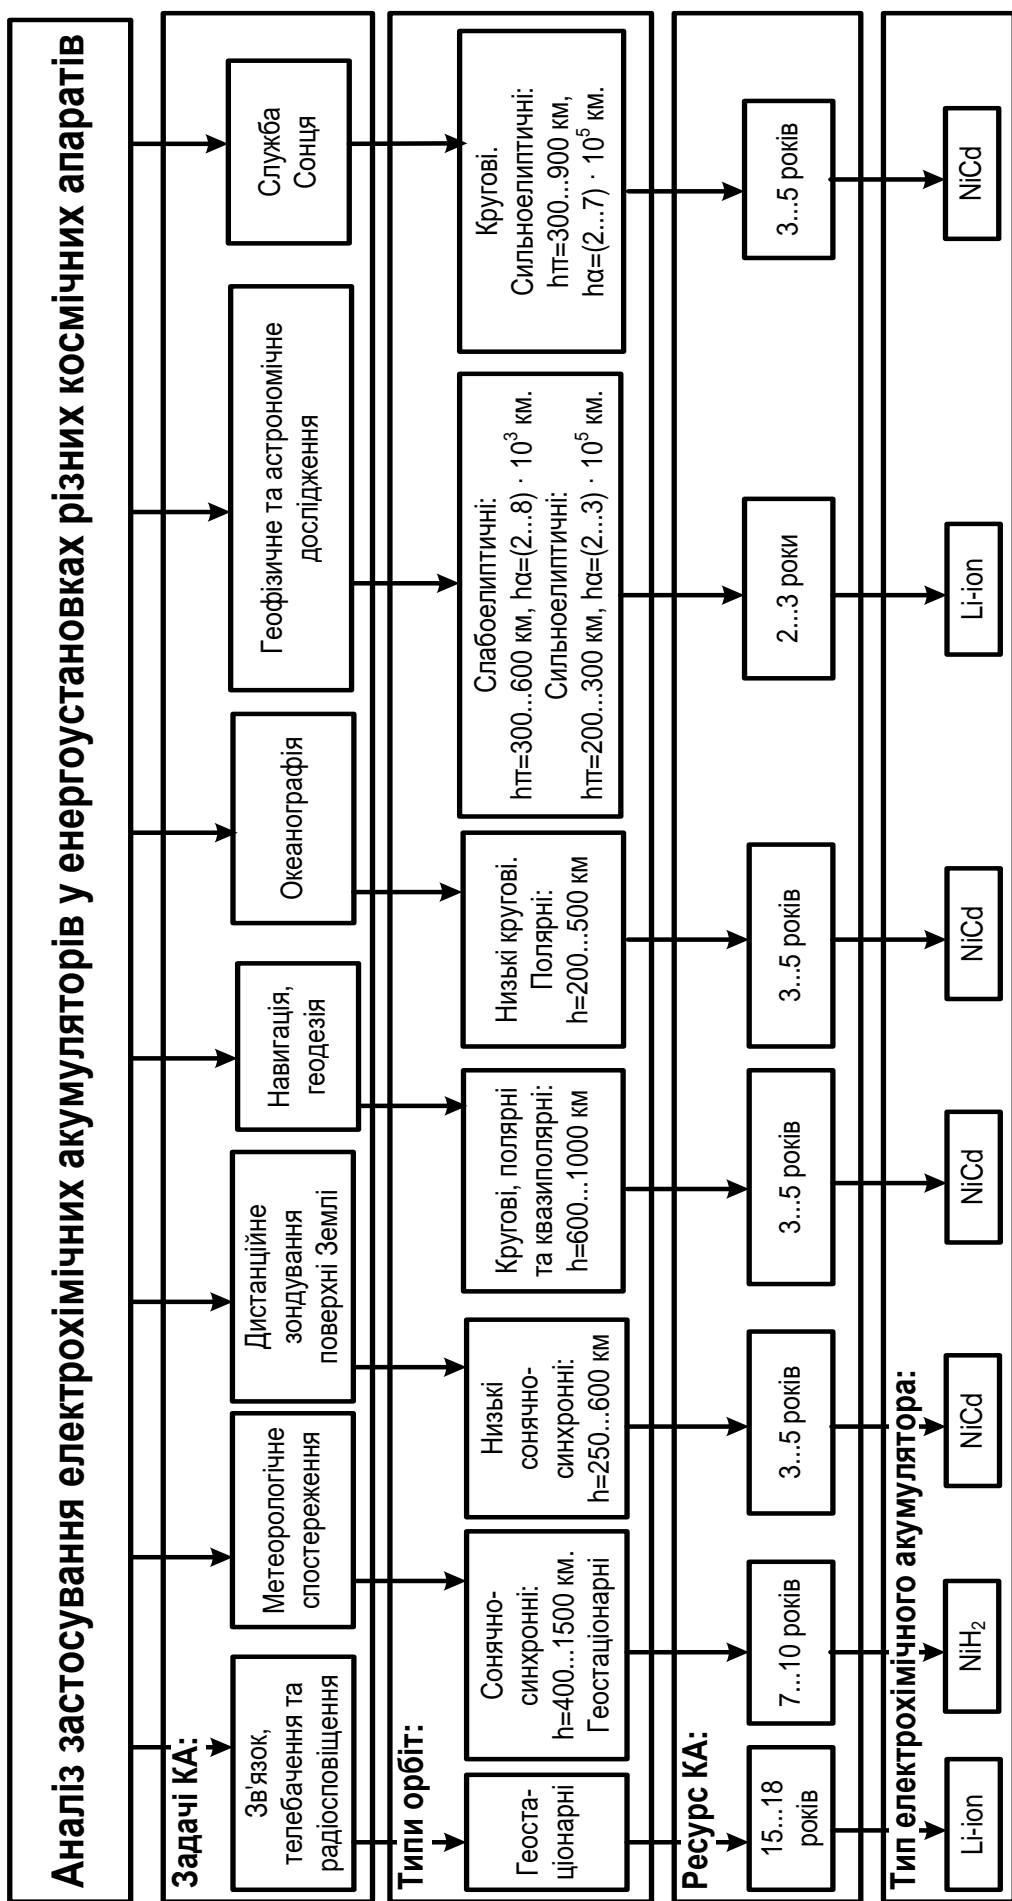 Аналіз застосування електрохімічних акумуляторів у енергоустановках різних космічних апаратів
Задачі КА:
Зв'язок,
телебачення та
радіосповіщення
Метеорологічне
спостереження
Дистанційне
зондування
поверхні Землі
Навигація,
геодезія
Океанографія
Геофізичне та астрономічне
дослідження
Служба
Сонця
Типи орбіт:
Геоста-
ціонарні
Сонячно-
синхронні:
h=400...1500 км.
Геостаціонарні
Низькі
сонячно-
синхронні:
h=250...600 км
Кругові, полярні
та квазиполярні:
h=600...1000 км
Низькі кругові.
Полярні:
h=200...500 км
Слабоелиптичні:
hπ=300...600 км, hα=(2...8) · 10³ км.
Сильноелиптичні:
hπ=200...300 км, hα=(2...3) · 10⁵ км.
Кругові.
Сильноелиптичні:
hπ=300...900 км,
hα=(2...7) · 10⁵ км.
Ресурс КА:
15...18
років
7...10 років
3...5 років
3...5 років
3...5 років
2...3 роки
3...5 років
Тип електрохімічного акумулятора:
Li-ion
NiH₂
NiCd
NiCd
NiCd
Li-ion
NiCd